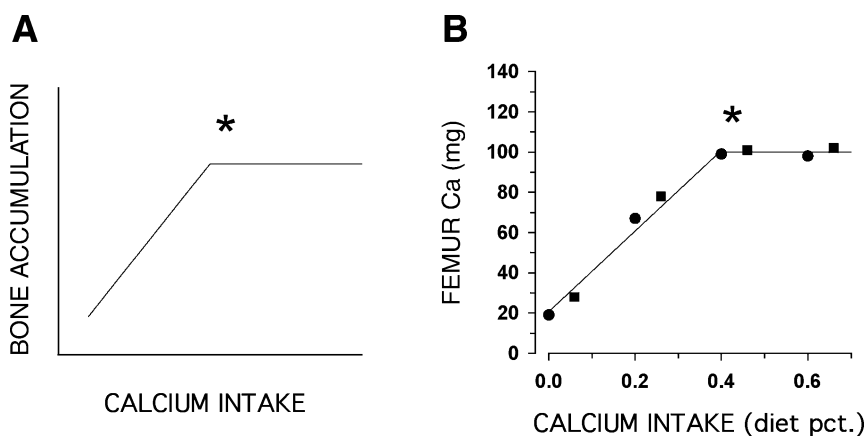 A
BONE ACCUMULATION
*
CALCIUM INTAKE
B
FEMUR Ca (mg)
140
120
100
80
60
40
20
0
*
0.0 0.2 0.4 0.6
CALCIUM INTAKE (diet pct.)